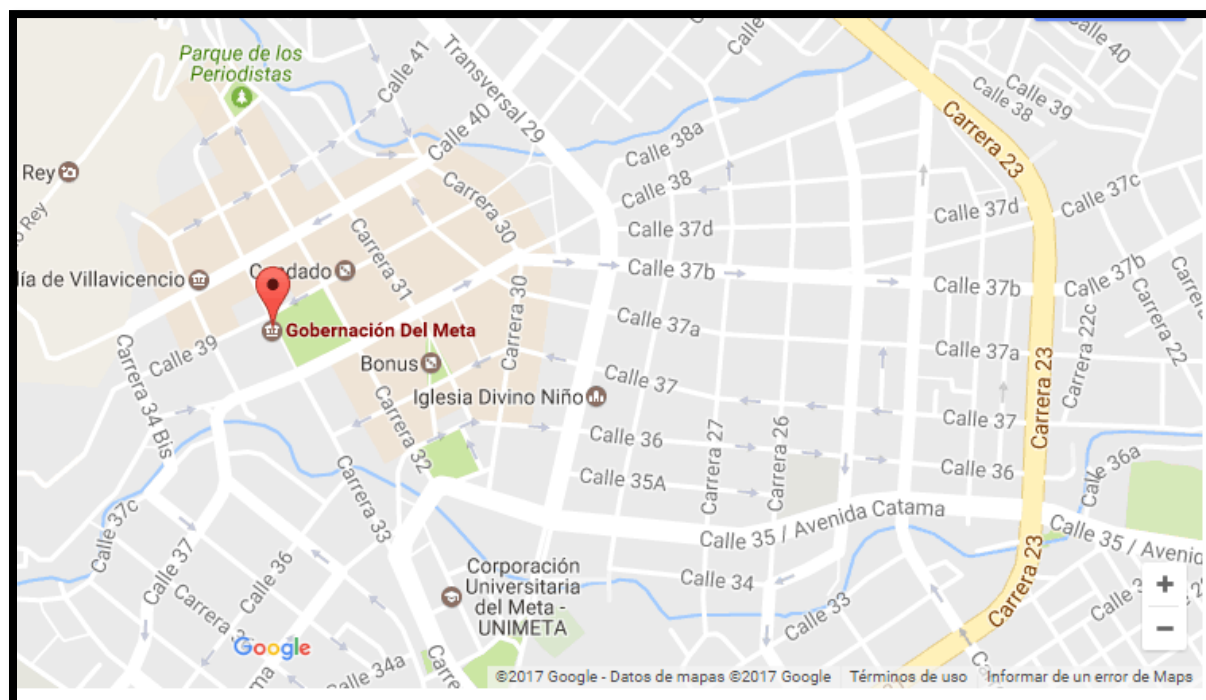 Parque de los
Periodistas
Calle 41
Transversal 29
Calle
Calle 40
Calle 40
Calle 39
Calle 38
Carrera 23
Calle 38a
Calle 38
Rey
Rey
Carrera 30
Calle 37c
Calle 37d
Calle 37d
Calle 37b
Calle 37b
Calle 37b
ía de Villavicencio
Carrera 31
Carrera 30
Gobernación Del Meta
Calle 37a
Calle 37a
Carrera 22c
Carrera 22
Calle 39
Bonus
Calle 37
Calle 37
Carrera 23
Iglesia Divino Niño
Carrera 34 Bis
Carrera 32
Calle 36
Calle 36
Carrera 27
Carrera 26
Calle 36a
Calle 35A
Carrera 33
Calle 35 / Avenida Catama
Calle 35 / Avenid
Calle 37c
Calle 37
Calle 36
Corporación
Universitaria
del Meta -
UNIMETA
Calle 34
Calle 33
Carrera 23
Calle 34a
+
−
Google
©2017 Google - Datos de mapas ©2017 Google
Términos de uso
Informar de un error de Maps